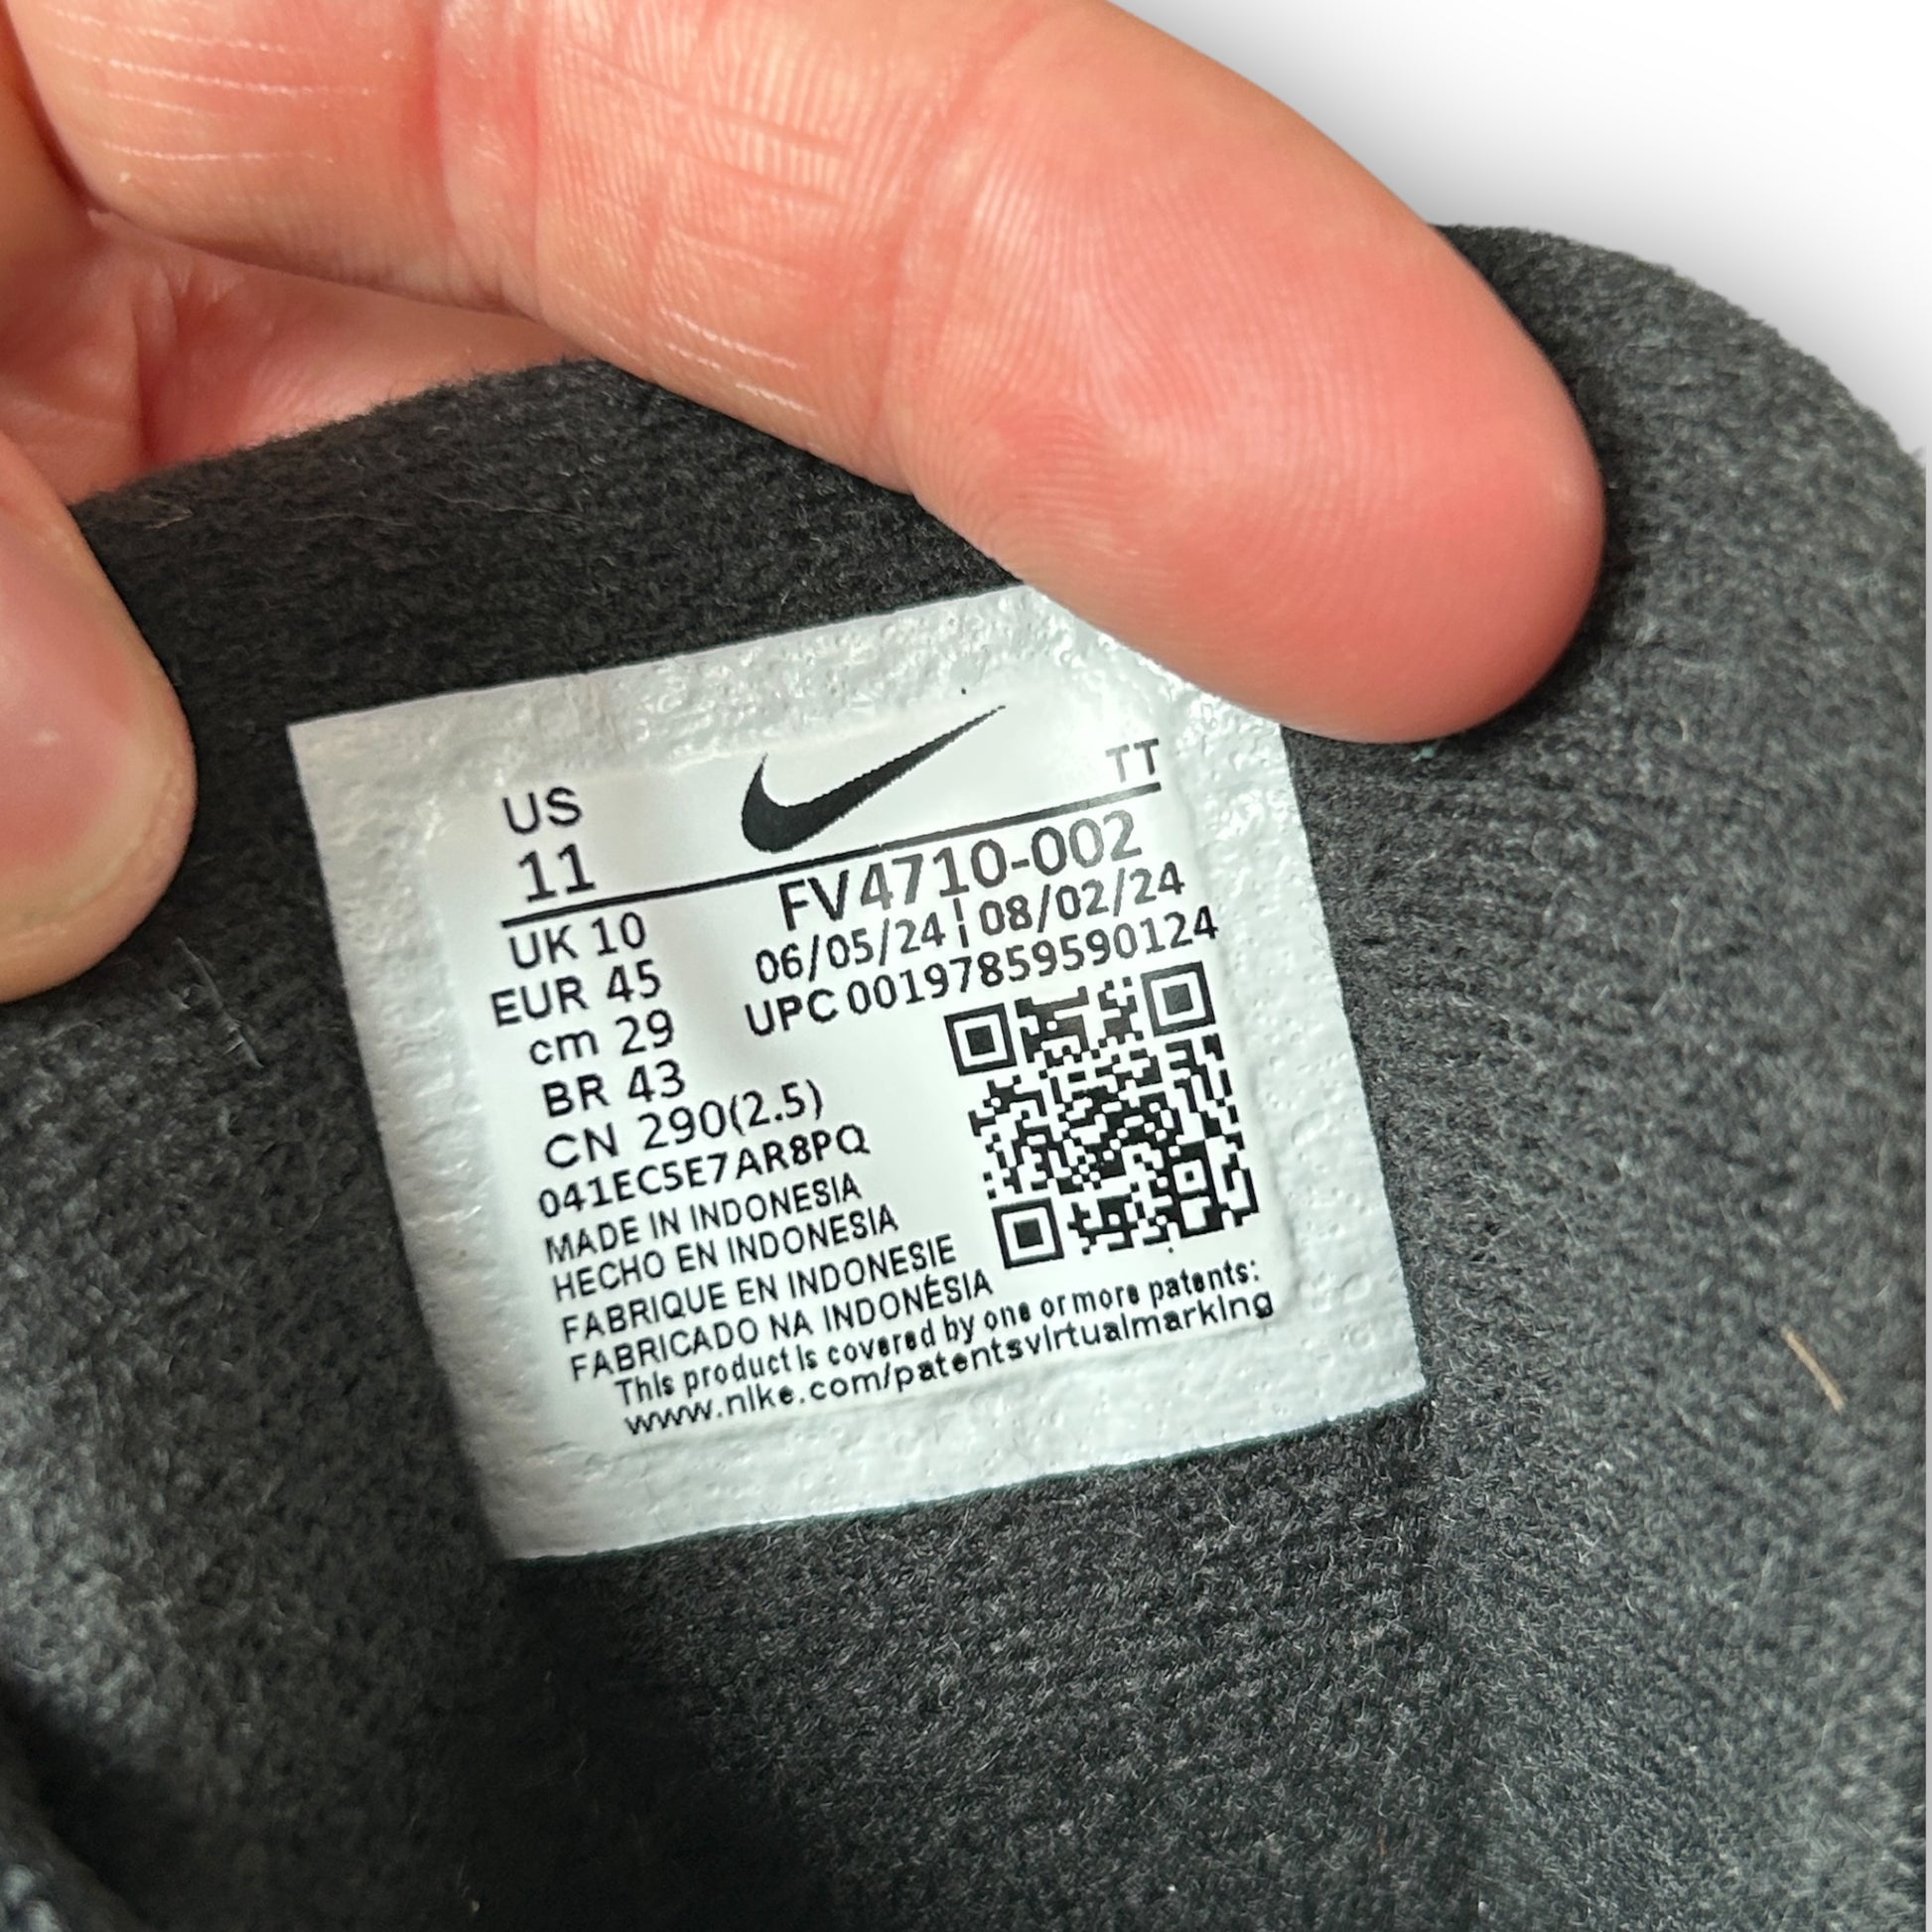 US
11
TT
UK 10
EUR 45
cm 29
BR 43
CN 290(2.5)
FV4710-002
06/05/24 ¦ 08/02/24
UPC 00197859590124
041EC5E7AR8PQ
MADE IN INDONESIA
HECHO EN INDONESIA
FABRIQUE EN INDONESIE
FABRICADO NA INDONÉSIA
This product is covered by one or more patents:
www.nike.com/patentsvirtualmarking